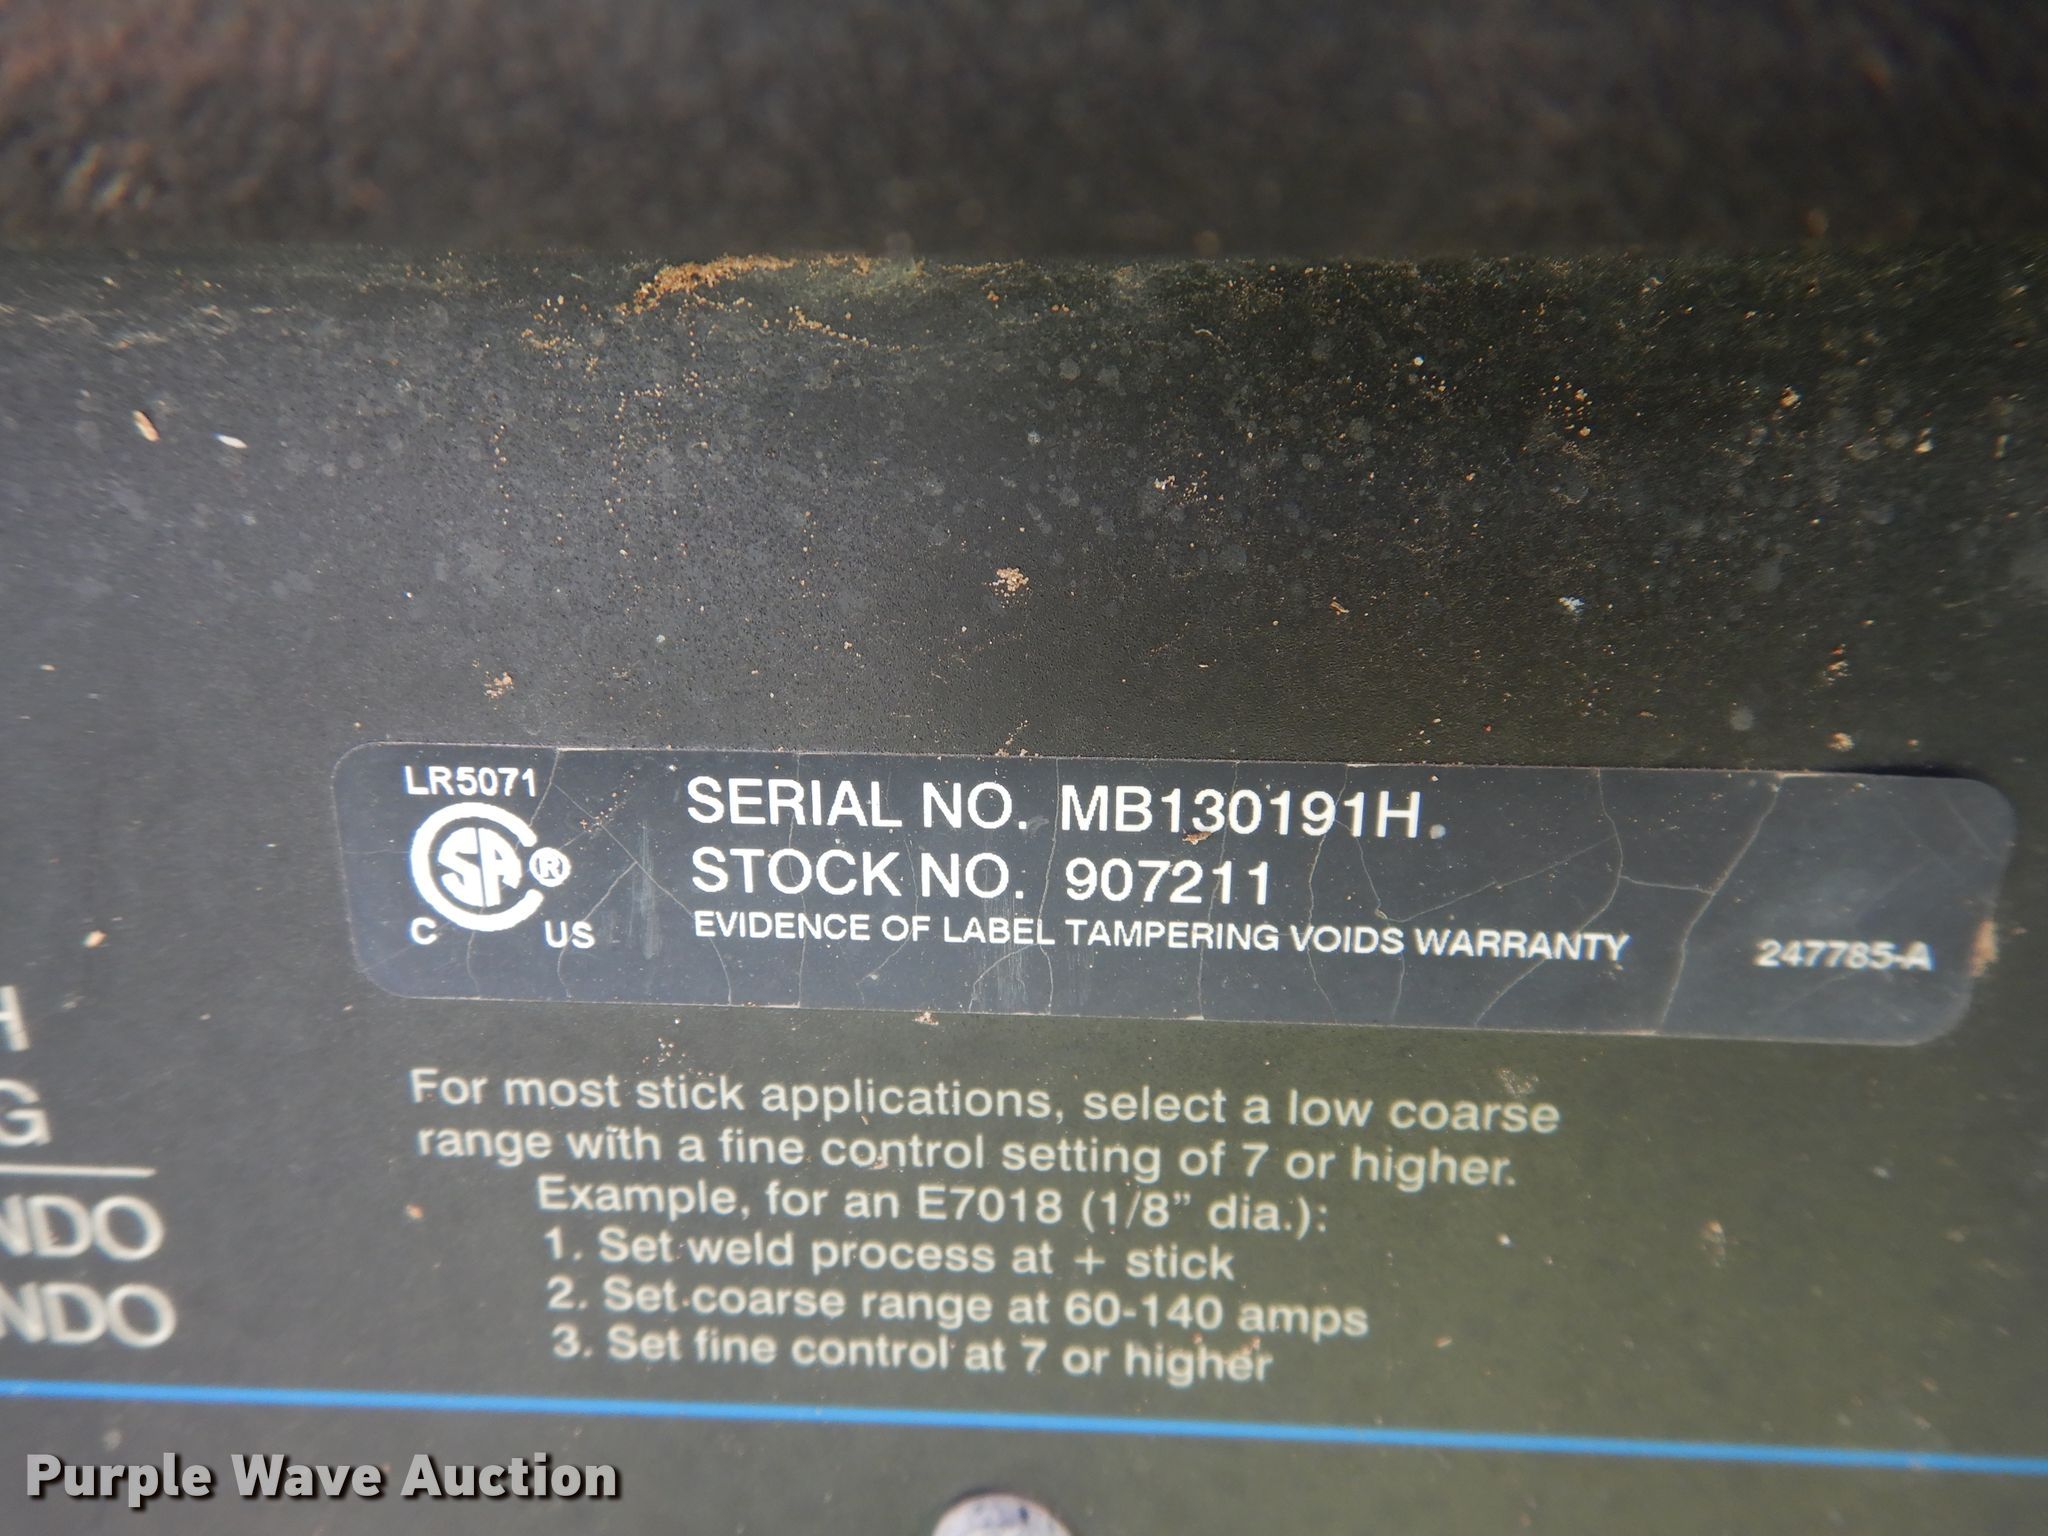 LR5071
CSA®
C US
SERIAL NO. MB130191H
STOCK NO. 907211
EVIDENCE OF LABEL TAMPERING VOIDS WARRANTY
247785-A
H
G
NDO
NDO
For most stick applications, select a low coarse
range with a fine control setting of 7 or higher.
Example, for an E7018 (1/8” dia.):
1. Set weld process at + stick
2. Set coarse range at 60-140 amps
3. Set fine control at 7 or higher
Purple Wave Auction